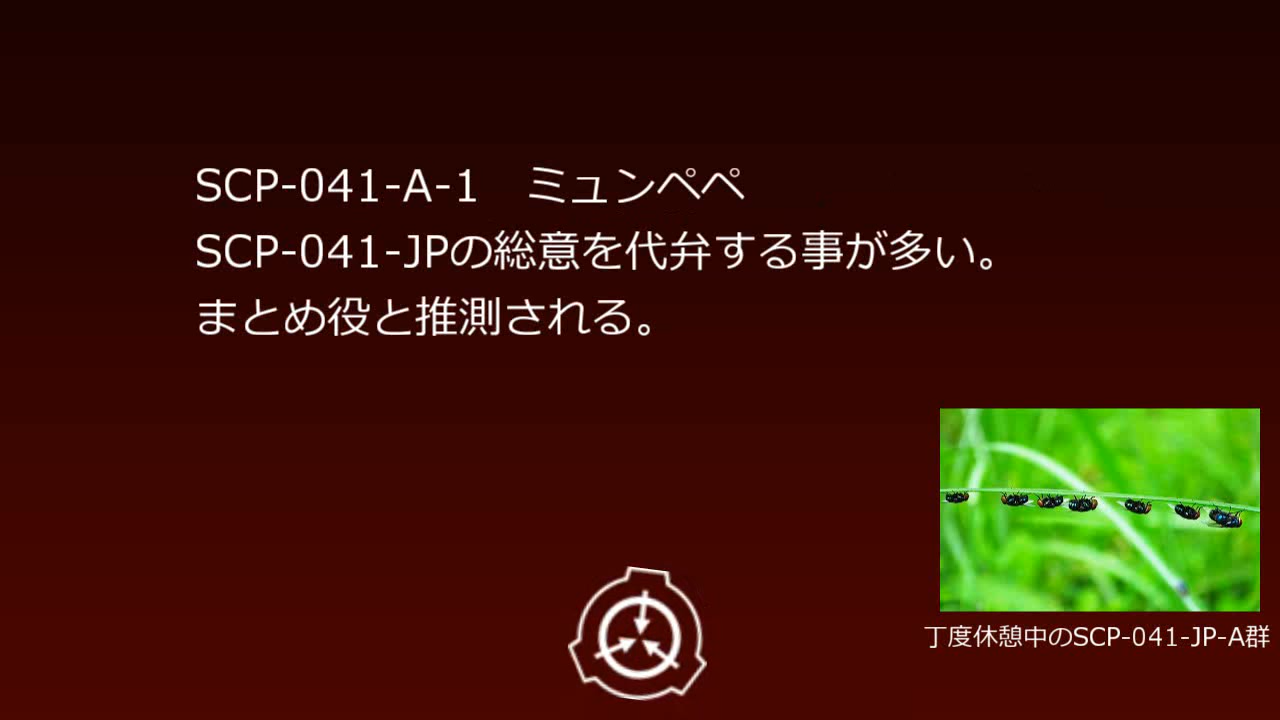 SCP-041-A-1　ミュンペペ
SCP-041-JPの総意を代弁する事が多い。
まとめ役と推測される。
丁度休憩中のSCP-041-JP-A群